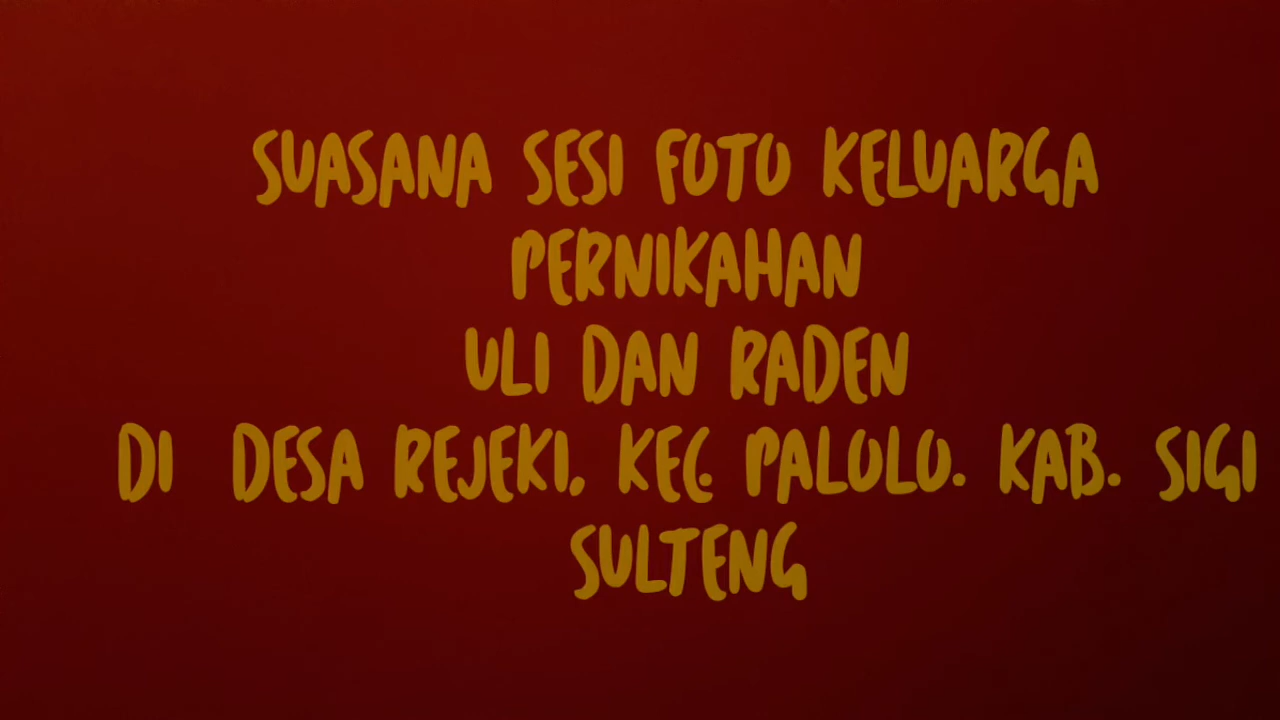 SUASANA SESI FOTO KELUARGA
PERNIKAHAN
ULI DAN RADEN
DI DESA REJEKI, KEC. PALOLO. KAB. SIGI
SULTENG